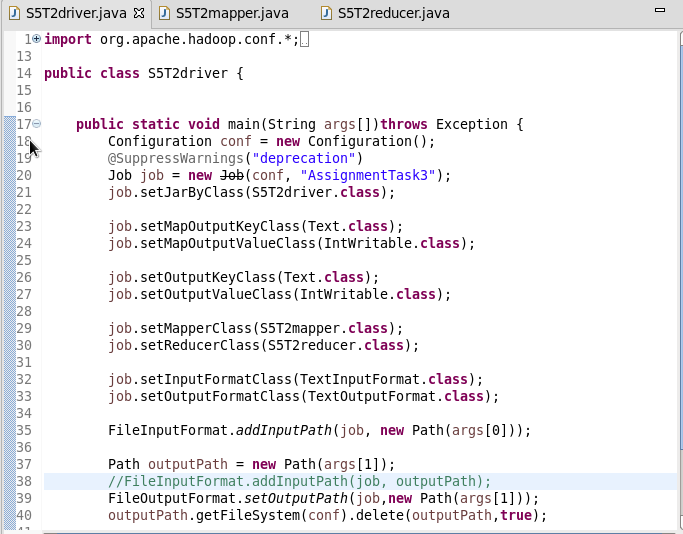 S5T2driver.java S5T2mapper.java S5T2reducer.java
1 import org.apache.hadoop.conf.*;
13
14 public class S5T2driver {
15
16
17 public static void main(String args[])throws Exception {
18 Configuration conf = new Configuration();
19 @SuppressWarnings("deprecation")
20 Job job = new Job(conf, "AssignmentTask3");
21 job.setJarByClass(S5T2driver.class);
22
23 job.setMapOutputKeyClass(Text.class);
24 job.setMapOutputValueClass(IntWritable.class);
25
26 job.setOutputKeyClass(Text.class);
27 job.setOutputValueClass(IntWritable.class);
28
29 job.setMapperClass(S5T2mapper.class);
30 job.setReducerClass(S5T2reducer.class);
31
32 job.setInputFormatClass(TextInputFormat.class);
33 job.setOutputFormatClass(TextOutputFormat.class);
34
35 FileInputFormat.addInputPath(job, new Path(args[0]));
36
37 Path outputPath = new Path(args[1]);
38 //FileInputFormat.addInputPath(job, outputPath);
39 FileOutputFormat.setOutputPath(job,new Path(args[1]));
40 outputPath.getFileSystem(conf).delete(outputPath,true);